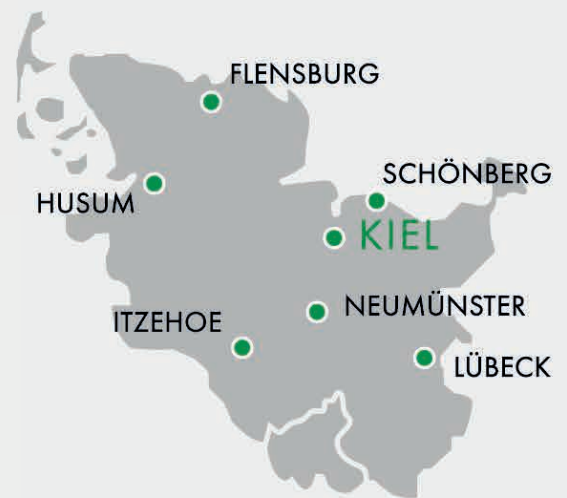 FLENSBURG
SCHÖNBERG
HUSUM
KIEL
NEUMÜNSTER
ITZEHOE
LÜBECK